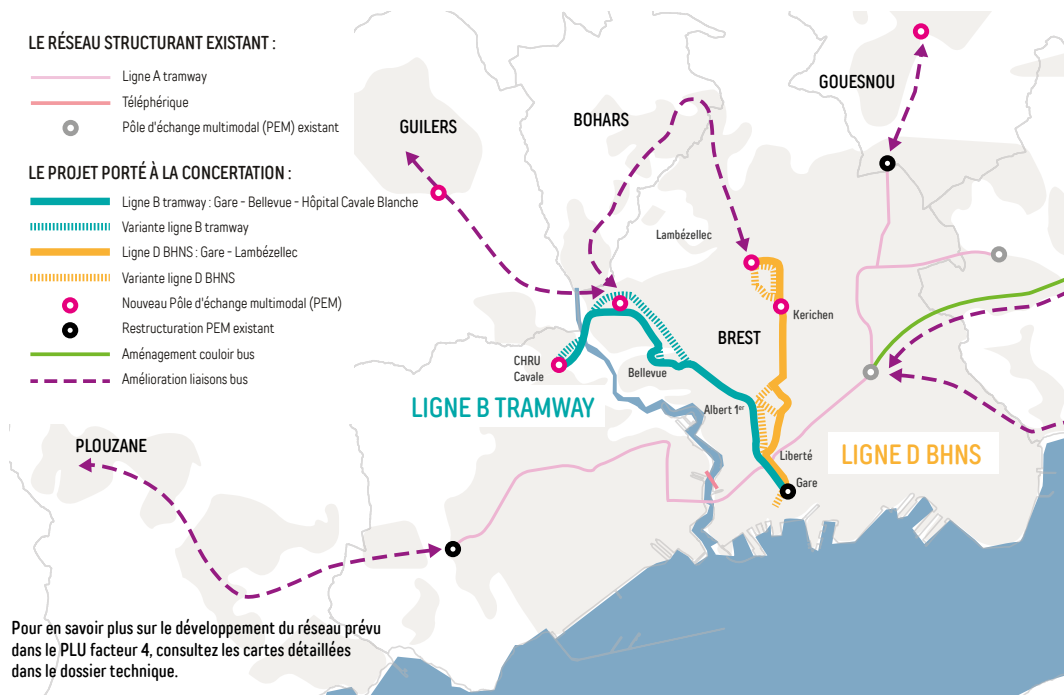 LE RÉSEAU STRUCTURANT EXISTANT :
Ligne A tramway
Téléphérique
Pôle d'échange multimodal (PEM) existant
LE PROJET PORTÉ À LA CONCERTATION :
Ligne B tramway : Gare - Bellevue - Hôpital Cavale Blanche
Variante ligne B tramway
Ligne D BHNS : Gare - Lambézellec
Variante ligne D BHNS
Nouveau Pôle d'échange multimodal (PEM)
Restructuration PEM existant
Aménagement couloir bus
Amélioration liaisons bus
GOUESNOU
BOHARS
GUILERS
Lambézellec
Kerichen
BREST
CHRU
Cavale
Bellevue
LIGNE B TRAMWAY
Albert 1er
PLOUZANE
Liberté
LIGNE D BHNS
Gare
Pour en savoir plus sur le développement du réseau prévu
dans le PLU facteur 4, consultez les cartes détaillées
dans le dossier technique.